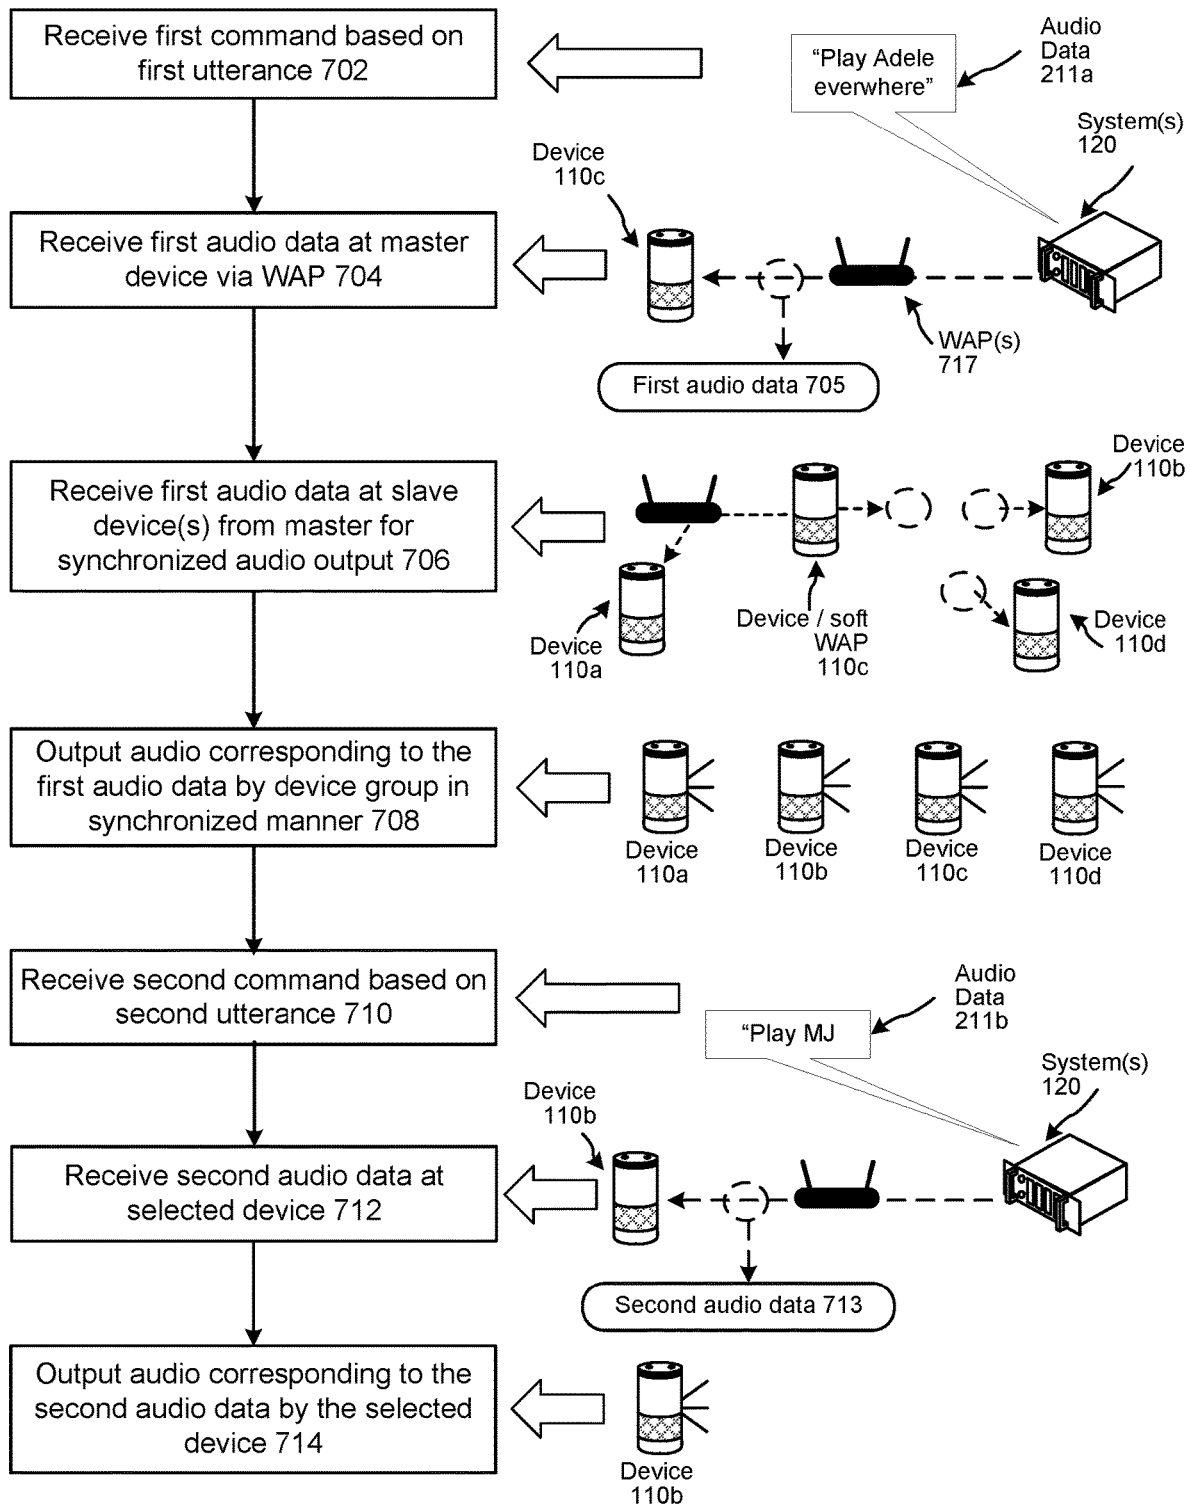 Receive first command based on
first utterance 702
"Play Adele
everwhere"
Audio
Data
211a
System(s)
120
Device
110c
Receive first audio data at master
device via WAP 704
WAP(s)
717
First audio data 705
Receive first audio data at slave
device(s) from master for
synchronized audio output 706
Device
110b
Device
110a
Device / soft
WAP
110c
Device
110d
Output audio corresponding to the
first audio data by device group in
synchronized manner 708
Device
110a
Device
110b
Device
110c
Device
110d
Receive second command based on
second utterance 710
"Play MJ
Audio
Data
211b
System(s)
120
Device
110b
Receive second audio data at
selected device 712
Second audio data 713
Output audio corresponding to the
second audio data by the selected
device 714
Device
110b